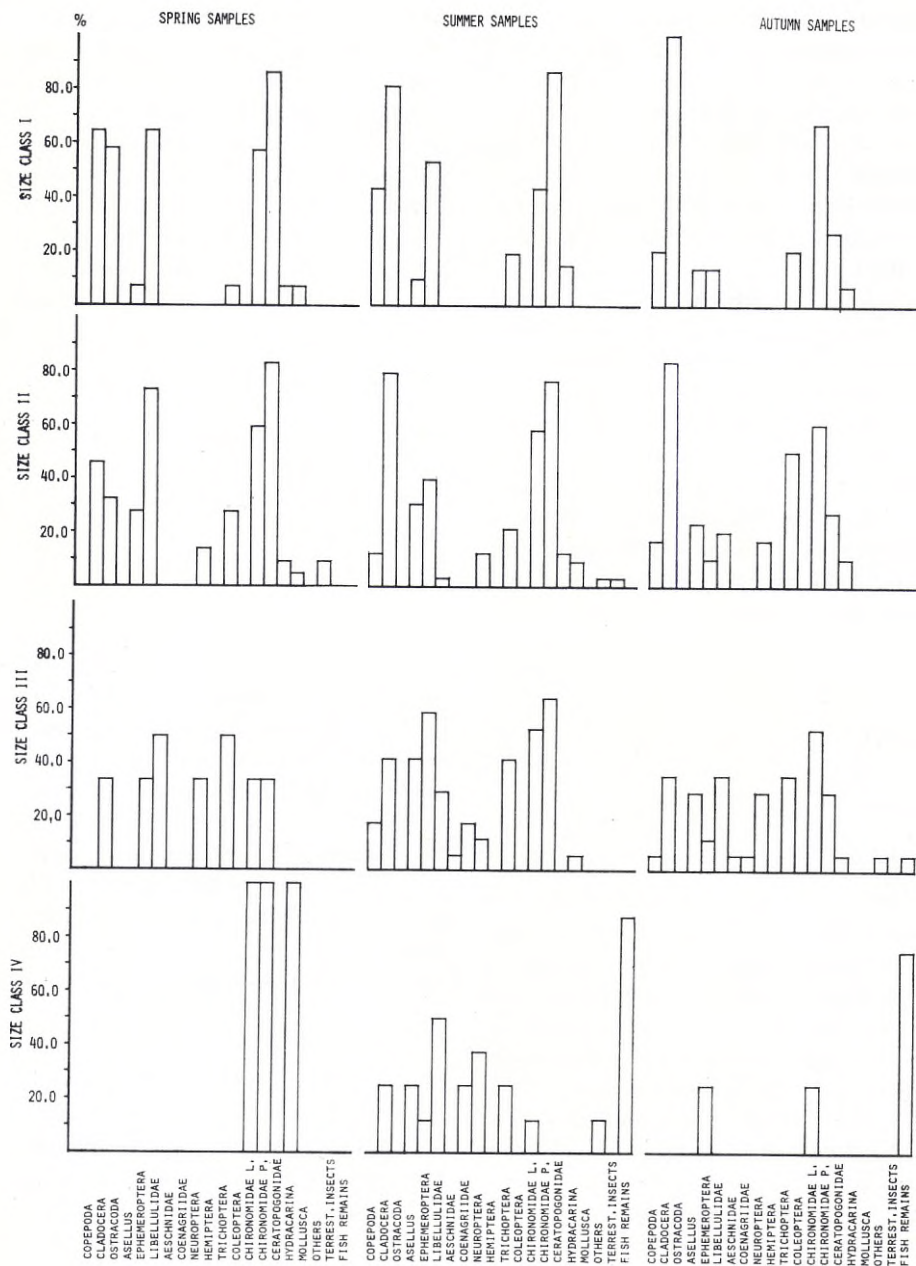 %
SPRING SAMPLES
SUMMER SAMPLES
AUTUMN SAMPLES
SIZE CLASS I
80.0
60.0
40.0
20.0
SIZE CLASS II
80.0
60.0
40.0
20.0
SIZE CLASS III
80.0
60.0
40.0
20.0
SIZE CLASS IV
80.0
60.0
40.0
20.0
COPEPODA
CLADOCERA
OSTRACODA
ASELLUS
EPHEMEROPTERA
LIBELLULIDAE
AESCHNIDAE
COENAGRIIDAE
NEUROPTERA
HEMIPTERA
TRICHOPTERA
COLEOPTERA
CHIRONOMIDAE L.
CHIRONOMIDAE P.
CERATOPOGONIDAE
HYDRACARINA
MOLLUSCA
OTHERS
TERREST.INSECTS
FISH REMAINS
COPEPODA
CLADOCERA
OSTRACODA
ASELLUS
EPHEMEROPTERA
LIBELLULIDAE
AESCHNIDAE
COENAGRIIDAE
NEUROPTERA
HEMIPTERA
TRICHOPTERA
COLEOPTERA
CHIRONOMIDAE L.
CHIRONOMIDAE P.
CERATOPOGONIDAE
HYDRACARINA
MOLLUSCA
OTHERS
TERREST.INSECTS
FISH REMAINS
COPEPODA
CLADOCERA
OSTRACODA
ASELLUS
EPHEMEROPTERA
LIBELLULIDAE
AESCHNIDAE
COENAGRIIDAE
NEUROPTERA
HEMIPTERA
TRICHOPTERA
COLEOPTERA
CHIRONOMIDAE L.
CHIRONOMIDAE P.
CERATOPOGONIDAE
HYDRACARINA
MOLLUSCA
OTHERS
TERREST.INSECTS
FISH REMAINS